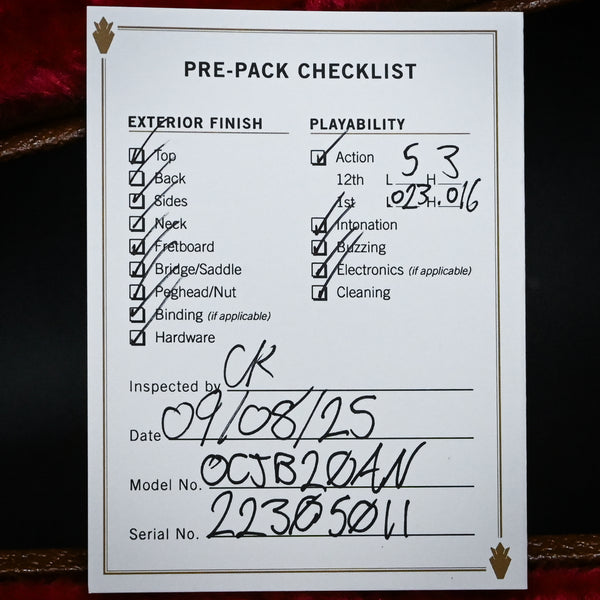 PRE-PACK CHECKLIST
EXTERIOR FINISH
Top
Back
Sides
Neck
Fretboard
Bridge/Saddle
Peghead/Nut
Binding (if applicable)
Hardware
PLAYABILITY
Action
12th L 5 H 3
1st L .023 H .016
Intonation
Buzzing
Electronics (if applicable)
Cleaning
Inspected by CK
Date 09/08/25
Model No. OCJB20AN
Serial No. 22305011